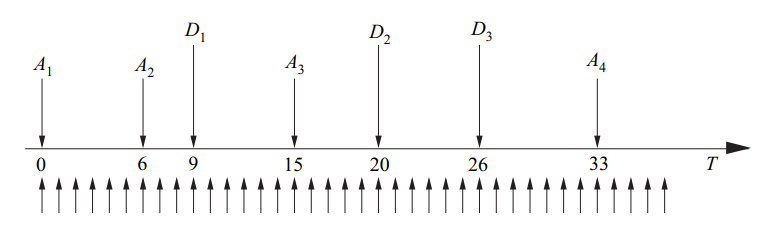 D₁ D₂ D₃
A₁ A₂ A₃ A₄
0 6 9 15 20 26 33 T